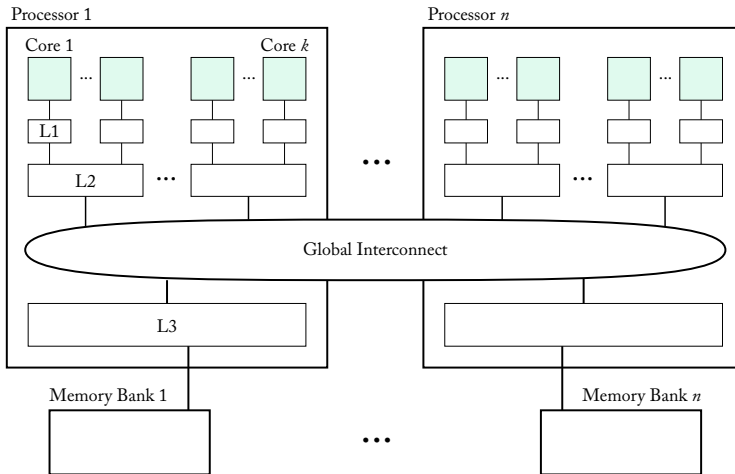 Processor 1
Processor n
Core 1
Core k
...
...
...
...
L1
L2
...
...
...
Global Interconnect
L3
Memory Bank 1
Memory Bank n
...